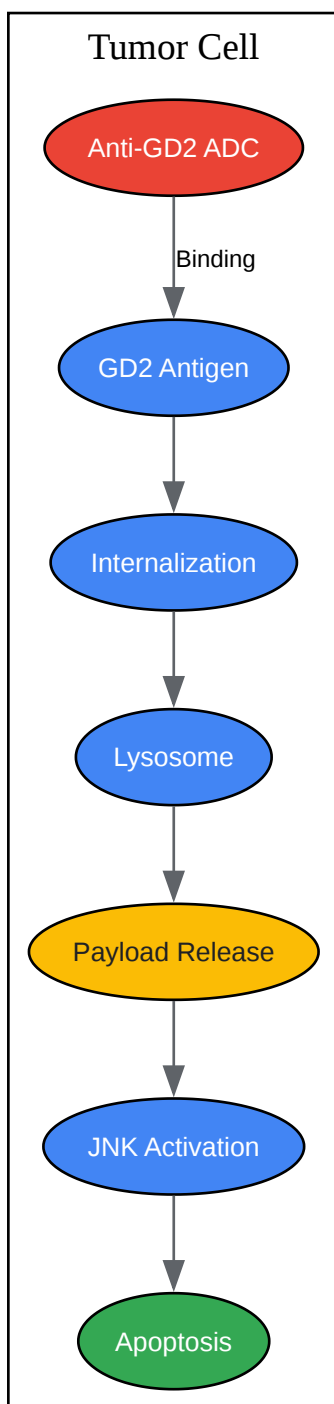 Tumor Cell
Anti-GD2 ADC
Binding
GD2 Antigen
Internalization
Lysosome
Payload Release
JNK Activation
Apoptosis